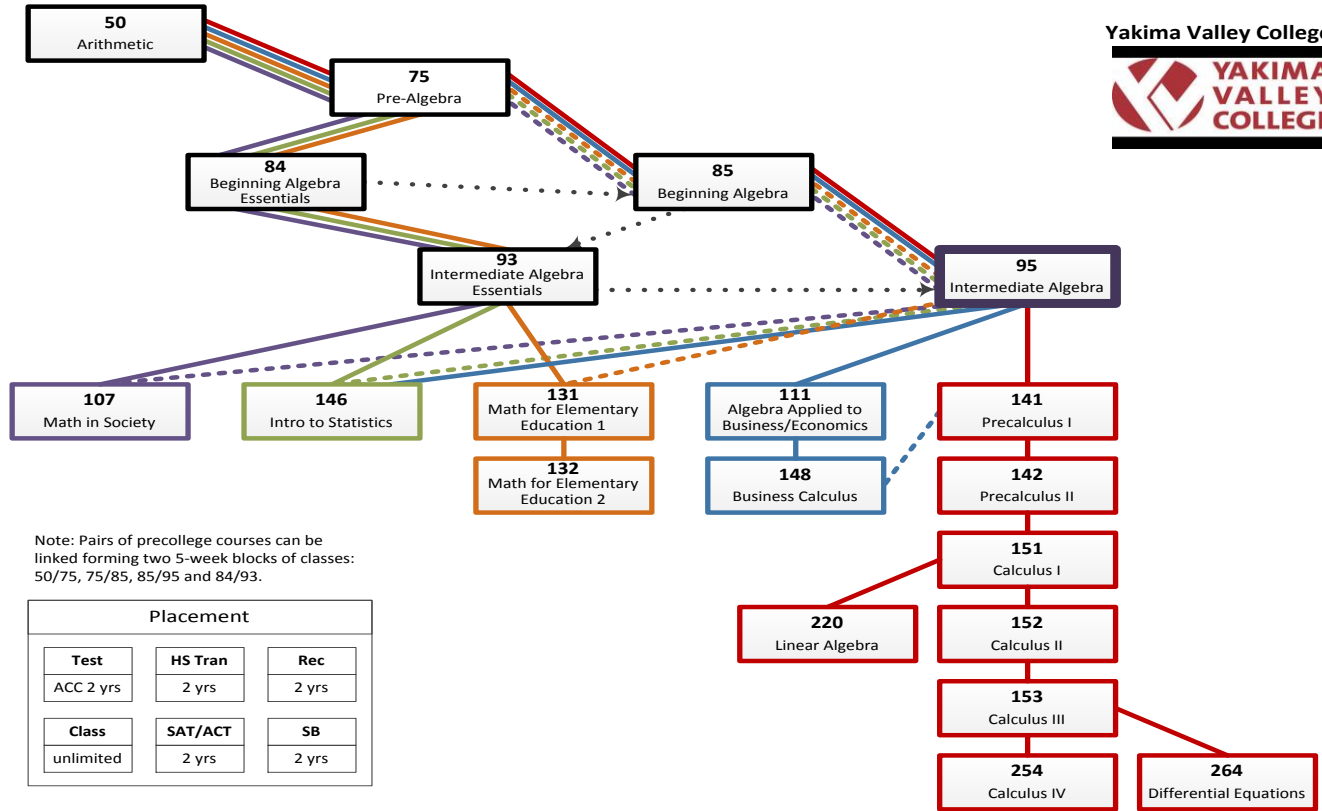 50
Arithmetic
Yakima Valley College
YAKIMA
VALLEY
COLLEGE
75
Pre-Algebra
84
Beginning Algebra
Essentials
85
Beginning Algebra
93
Intermediate Algebra
Essentials
95
Intermediate Algebra
107
Math in Society
146
Intro to Statistics
131
Math for Elementary
Education 1
111
Algebra Applied to
Business/Economics
141
Precalculus I
132
Math for Elementary
Education 2
148
Business Calculus
142
Precalculus II
Note: Pairs of precollege courses can be
linked forming two 5-week blocks of classes:
50/75, 75/85, 85/95 and 84/93.
151
Calculus I
220
Linear Algebra
152
Calculus II
153
Calculus III
254
Calculus IV
264
Differential Equations
Placement
Test
ACC 2 yrs
HS Tran
2 yrs
Rec
2 yrs
Class
unlimited
SAT/ACT
2 yrs
SB
2 yrs